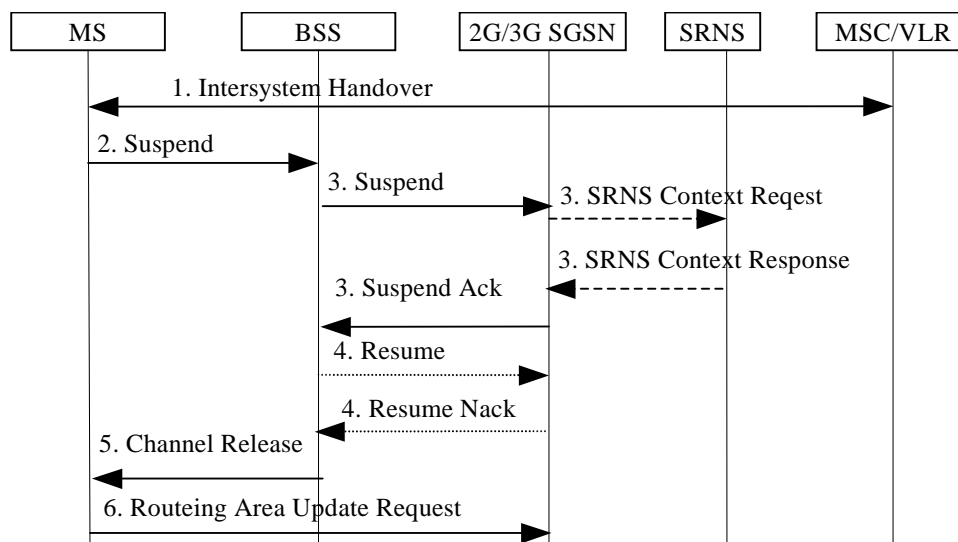 MS
BSS
2G/3G SGSN
SRNS
MSC/VLR
1. Intersystem Handover
2. Suspend
3. Suspend
3. SRNS Context Reqest
3. SRNS Context Response
3. Suspend Ack
4. Resume
4. Resume Nack
5. Channel Release
6. Routeing Area Update Request